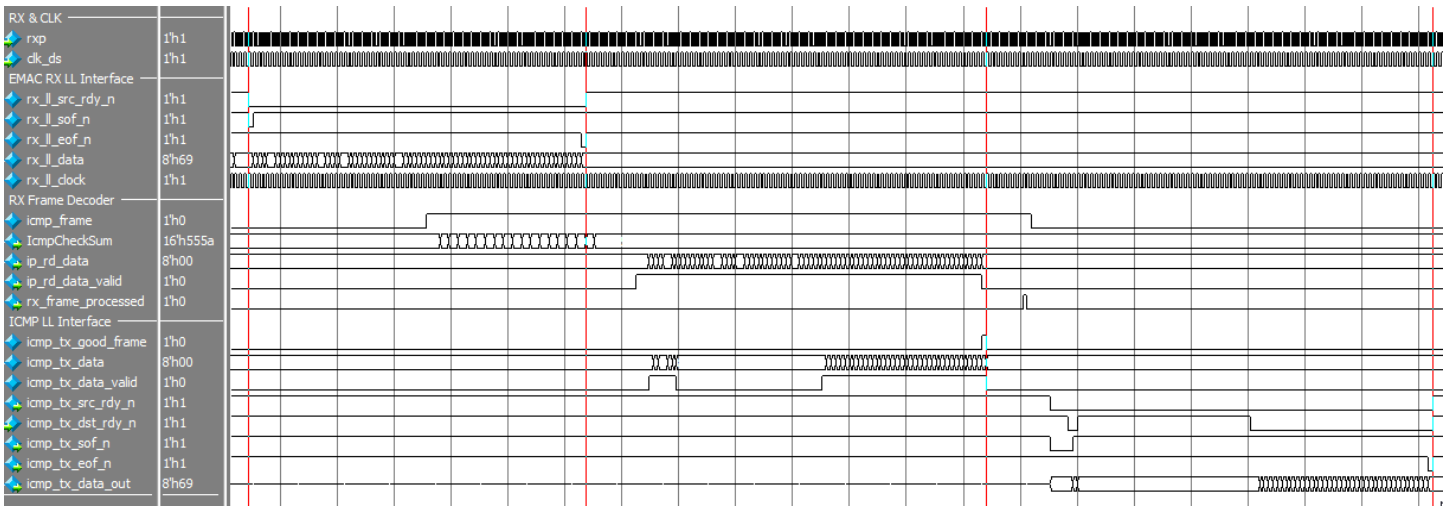 RX & CLK
rxp 1'h1
clk_ds 1'h1
EMAC RX LL Interface
rx_ll_src_rdy_n 1'h1
rx_ll_sof_n 1'h1
rx_ll_eof_n 1'h1
rx_ll_data 8'h69
rx_ll_clock 1'h1
RX Frame Decoder
icmp_frame 1'h0
IcmpCheckSum 16'h555a
ip_rd_data 8'h00
ip_rd_data_valid 1'h0
rx_frame_processed 1'h0
ICMP LL Interface
icmp_tx_good_frame 1'h0
icmp_tx_data 8'h00
icmp_tx_data_valid 1'h0
icmp_tx_src_rdy_n 1'h1
icmp_tx_dst_rdy_n 1'h1
icmp_tx_sof_n 1'h1
icmp_tx_eof_n 1'h1
icmp_tx_data_out 8'h69